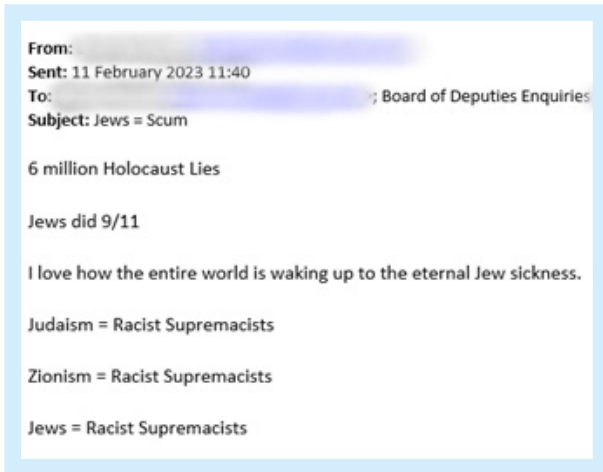 From:
Sent: 11 February 2023 11:40
To: ; Board of Deputies Enquiries
Subject: Jews = Scum
6 million Holocaust Lies
Jews did 9/11
I love how the entire world is waking up to the eternal Jew sickness.
Judaism = Racist Supremacists
Zionism = Racist Supremacists
Jews = Racist Supremacists